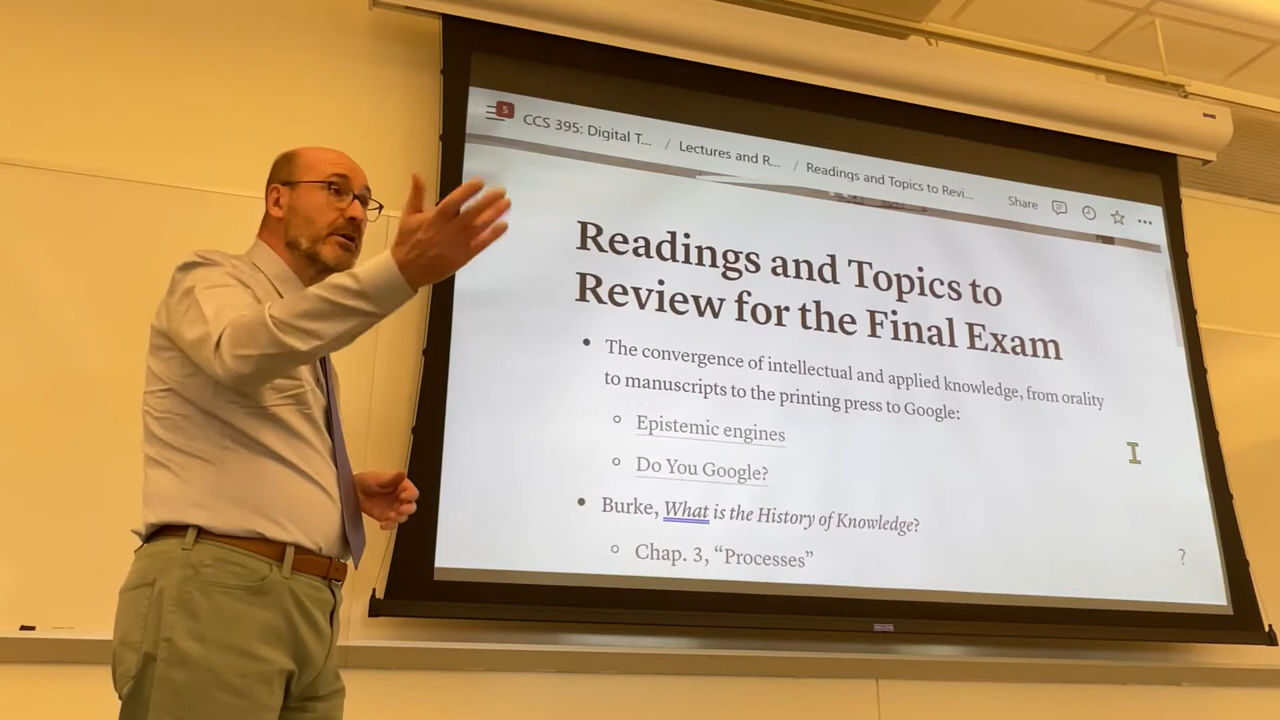 5
CCS 395: Digital T... / Lectures and R... / Readings and Topics to Revi...
Share
Readings and Topics to
Review for the Final Exam
• The convergence of intellectual and applied knowledge, from orality
to manuscripts to the printing press to Google:
Epistemic engines
Do You Google?
• Burke, What is the History of Knowledge?
Chap. 3, “Processes”
?